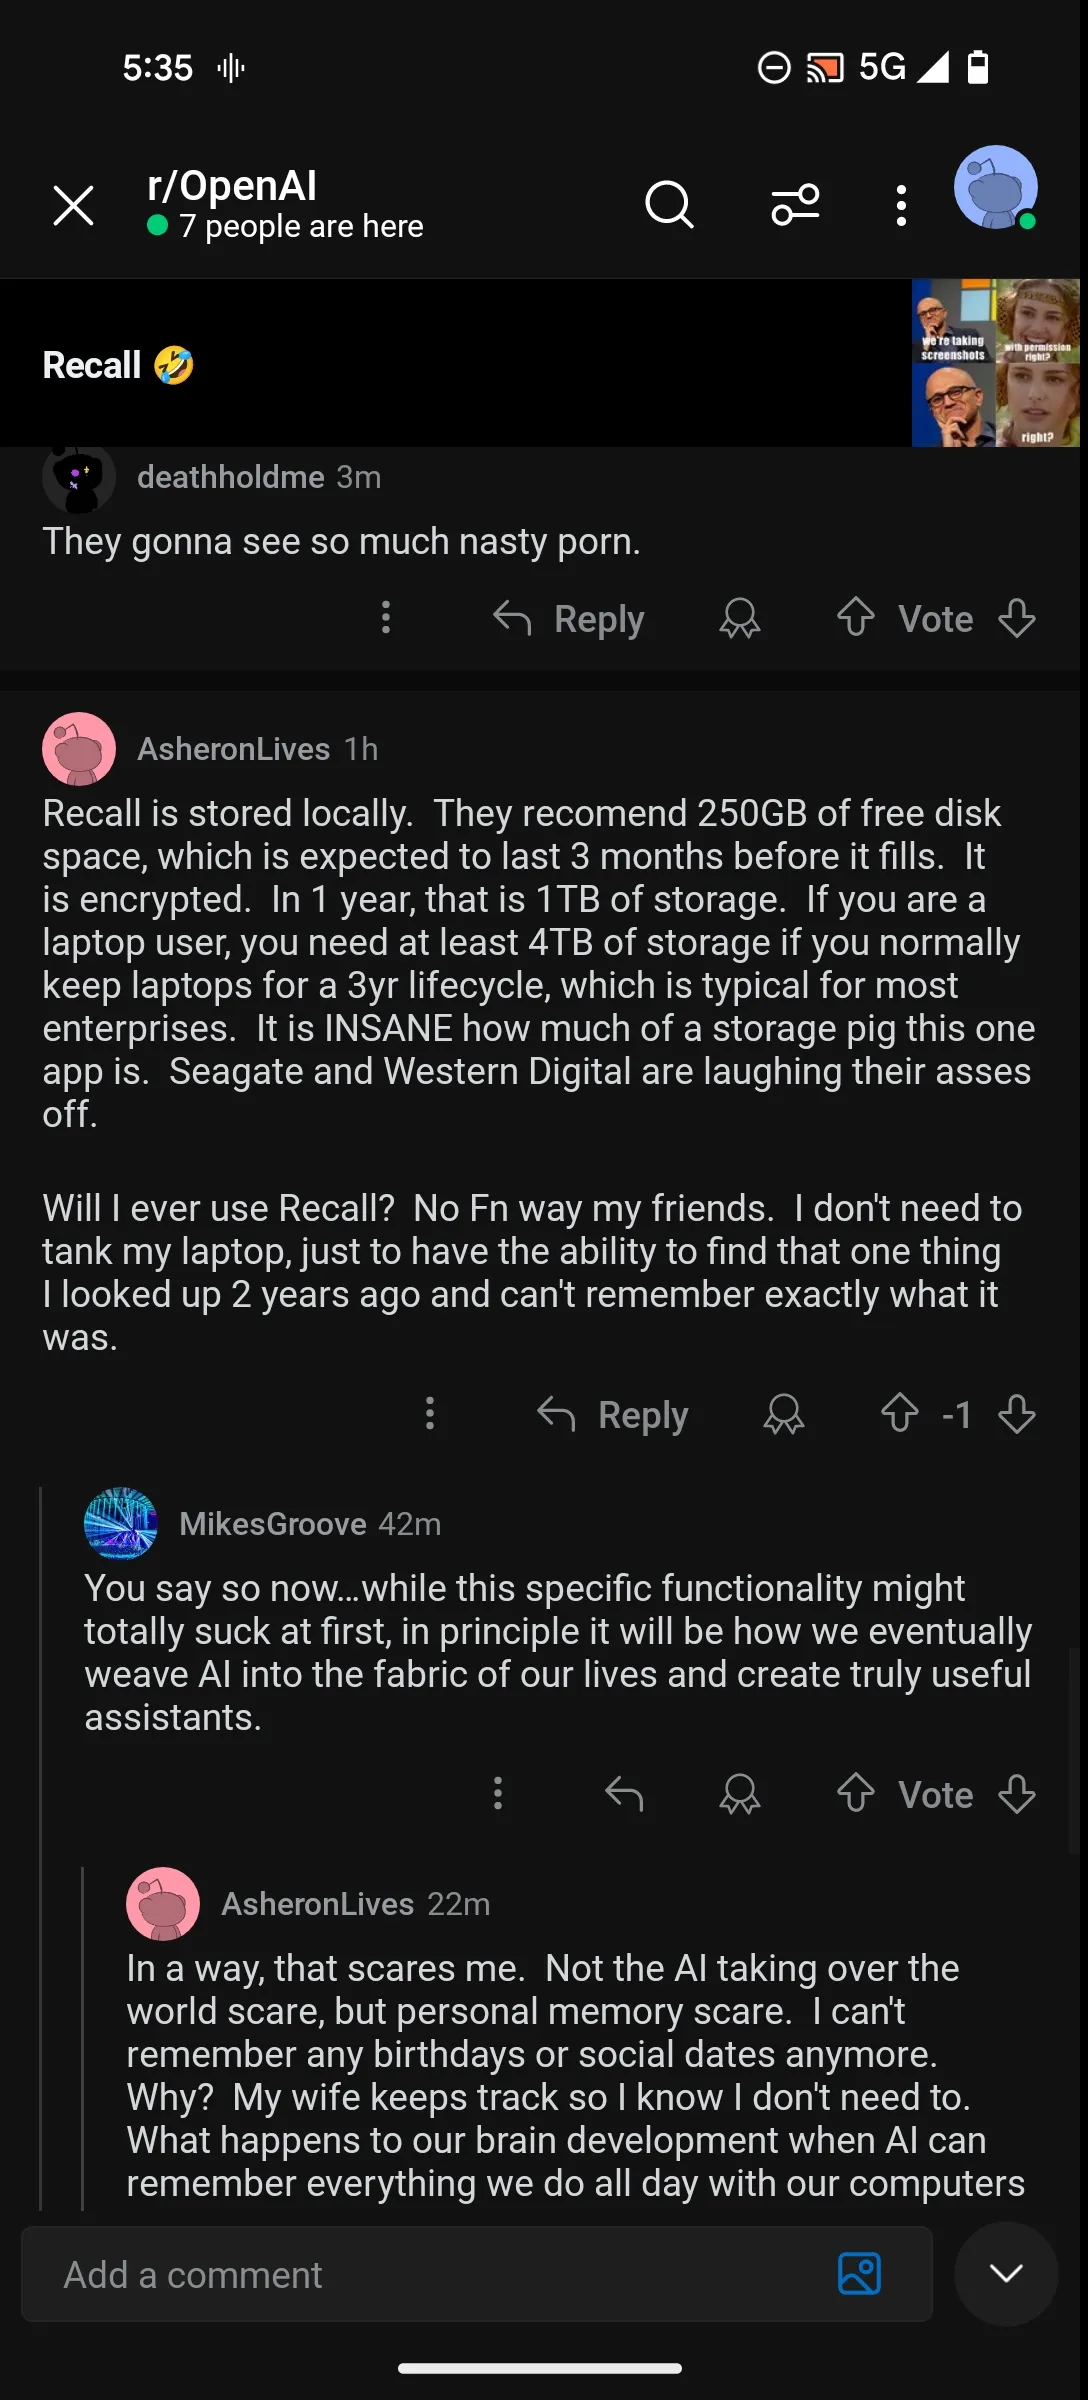 5:35
5G
r/OpenAI
7 people are here
Recall 🤣
we're taking
screenshots
with permission
right?
right?
deathholdme 3m
They gonna see so much nasty porn.
Reply
Vote
AsheronLives 1h
Recall is stored locally.  They recomend 250GB of free disk
space, which is expected to last 3 months before it fills.  It
is encrypted.  In 1 year, that is 1TB of storage.  If you are a
laptop user, you need at least 4TB of storage if you normally
keep laptops for a 3yr lifecycle, which is typical for most
enterprises.  It is INSANE how much of a storage pig this one
app is.  Seagate and Western Digital are laughing their asses
off.
Will I ever use Recall?  No Fn way my friends.  I don't need to
tank my laptop, just to have the ability to find that one thing
I looked up 2 years ago and can't remember exactly what it
was.
Reply
-1
MikesGroove 42m
You say so now…while this specific functionality might
totally suck at first, in principle it will be how we eventually
weave AI into the fabric of our lives and create truly useful
assistants.
Vote
AsheronLives 22m
In a way, that scares me.  Not the AI taking over the
world scare, but personal memory scare.  I can't
remember any birthdays or social dates anymore.
Why?  My wife keeps track so I know I don't need to.
What happens to our brain development when AI can
remember everything we do all day with our computers
Add a comment